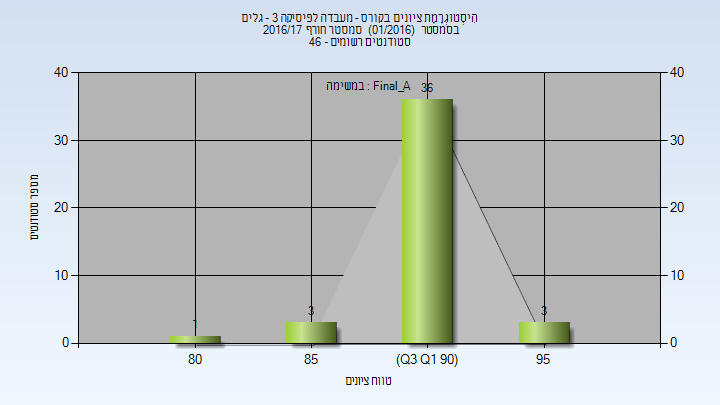 היסטוגרמת ציונים בקורס - מעבדה לפיסיקה 3 - גלים
בסמסטר (01/2016) סמסטר חורף 2016/17
סטודנטים רשומים - 46
במשימה : Final_A
40
30
20
10
0
40
30
20
10
0
מספר סטודנטים
1
3
36
3
80
85
(Q3 Q1 90)
95
טווח ציונים